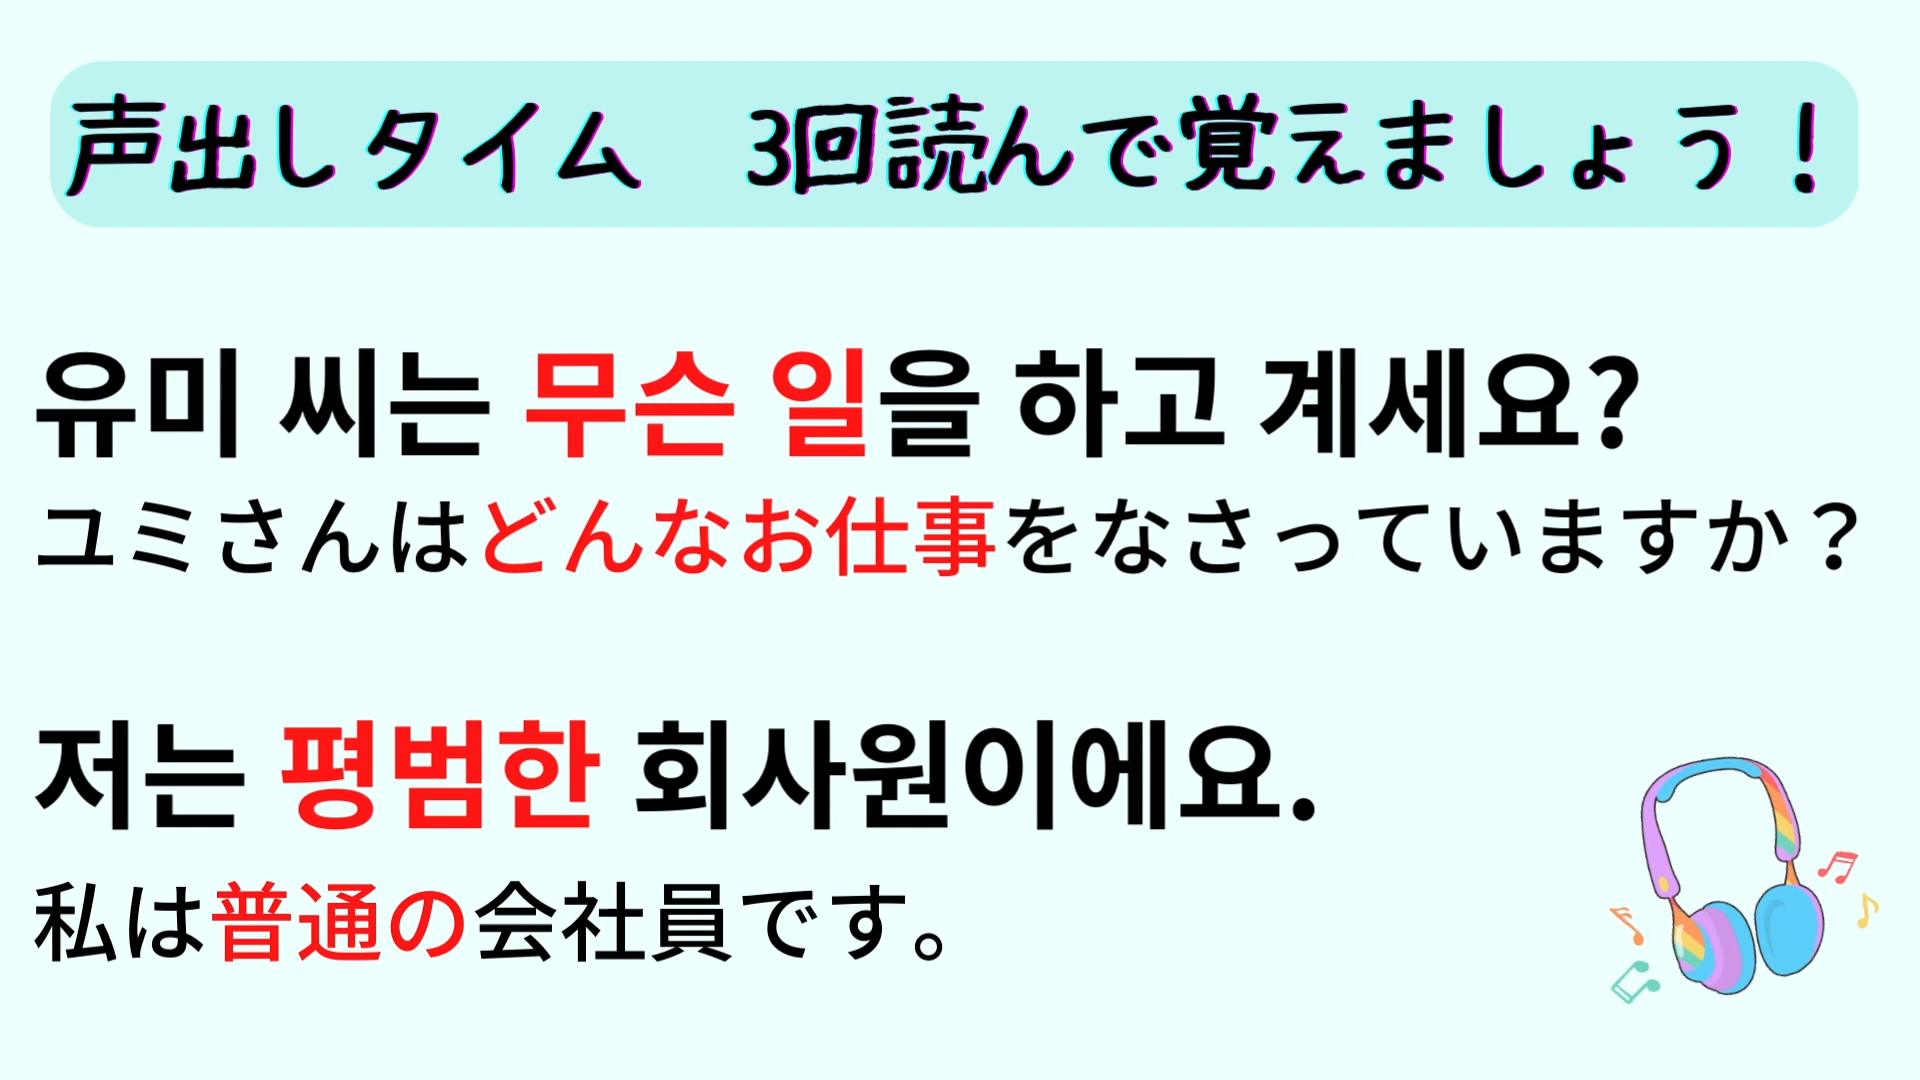 声出しタイム　3回読んで覚えましょう！
유미 씨는 무슨 일을 하고 계세요?
ユミさんはどんなお仕事をなさっていますか？
저는 평범한 회사원이에요.
私は普通の会社員です。